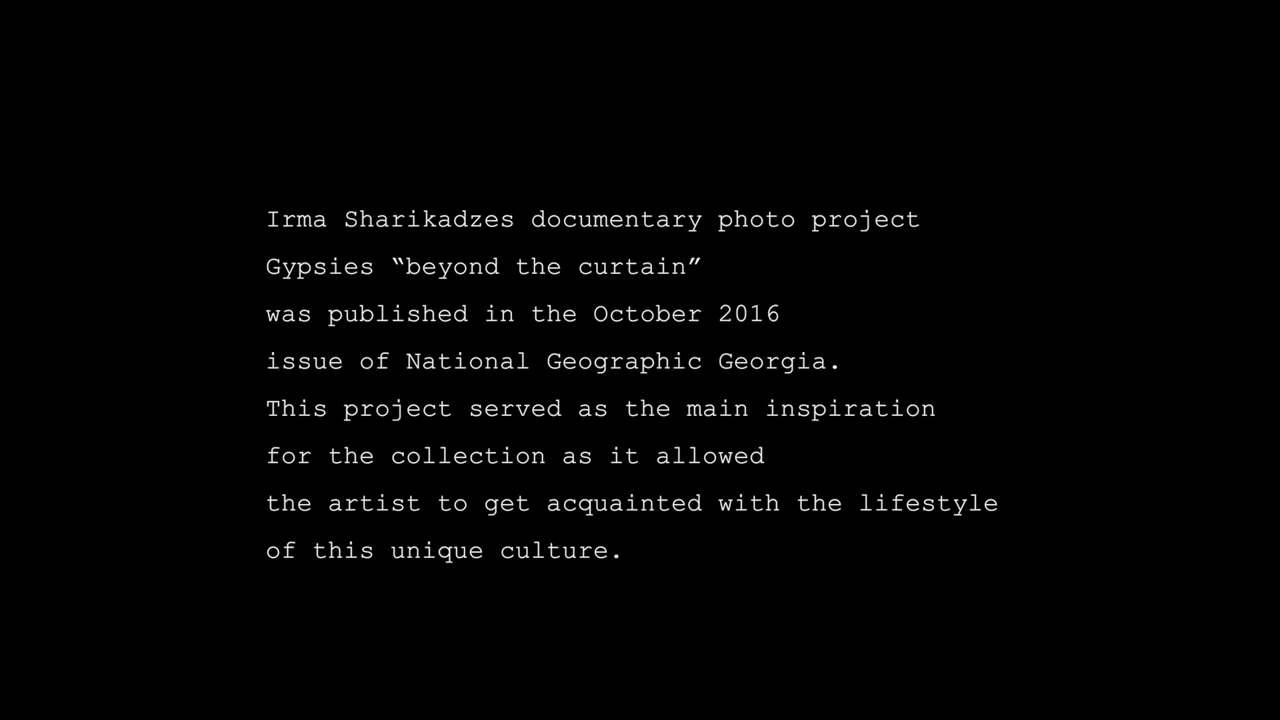 Irma Sharikadzes documentary photo project
Gypsies “beyond the curtain”
was published in the October 2016
issue of National Geographic Georgia.
This project served as the main inspiration
for the collection as it allowed
the artist to get acquainted with the lifestyle
of this unique culture.